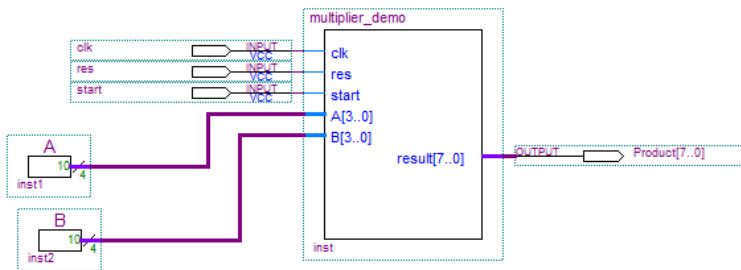 multiplier_demo
clk INPUT VCC clk
res INPUT VCC res
start INPUT VCC start
A[3..0]
B[3..0]
result[7..0] OUTPUT Product[7..0]
inst
A
10 4
inst1
B
10 4
inst2